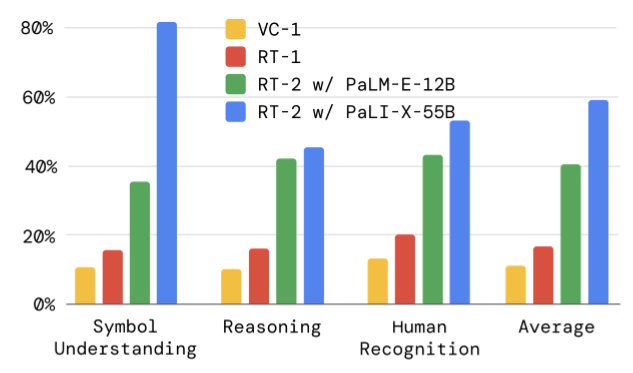 80%
60%
40%
20%
0%
VC-1
RT-1
RT-2 w/ PaLM-E-12B
RT-2 w/ PaLI-X-55B
Symbol
Understanding
Reasoning
Human
Recognition
Average